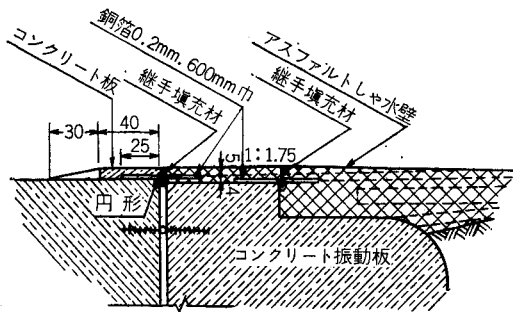 銅箔0.2mm.600mm巾
コンクリート板
継手塡充材
継手塡充材
アスファルトしゃ水壁
30
40
25
5
4
1:1.75
円形
コンクリート振動板